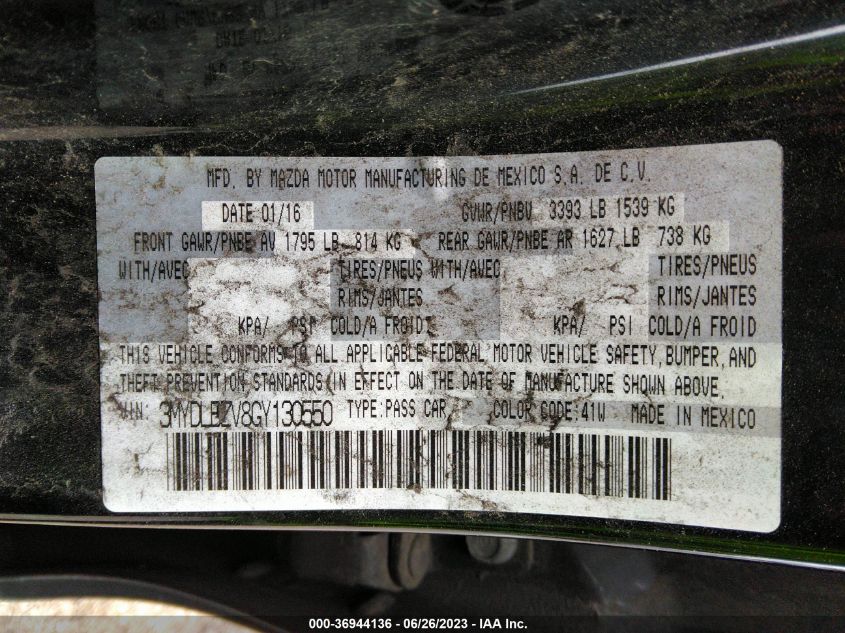 MFD. BY MAZDA MOTOR MANUFACTURING DE MEXICO S.A. DE C.V.
DATE 01/16 GVWR/PNBV 3393 LB 1539 KG
FRONT GAWR/PNBE AV 1795 LB 814 KG REAR GAWR/PNBE AR 1627 LB 738 KG
WITH/AVEC TIRES/PNEUS WITH/AVEC TIRES/PNEUS
RIMS/JANTES RIMS/JANTES
KPA/ PSI COLD/A FROID KPA/ PSI COLD/A FROID
THIS VEHICLE CONFORMS TO ALL APPLICABLE FEDERAL MOTOR VEHICLE SAFETY, BUMPER, AND
THEFT PREVENTION STANDARDS IN EFFECT ON THE DATE OF MANUFACTURE SHOWN ABOVE.
VIN: 3MYDLBZV8GY130550 TYPE:PASS CAR COLOR CODE:41W MADE IN MEXICO
000-36944136 - 06/26/2023 - IAA Inc.